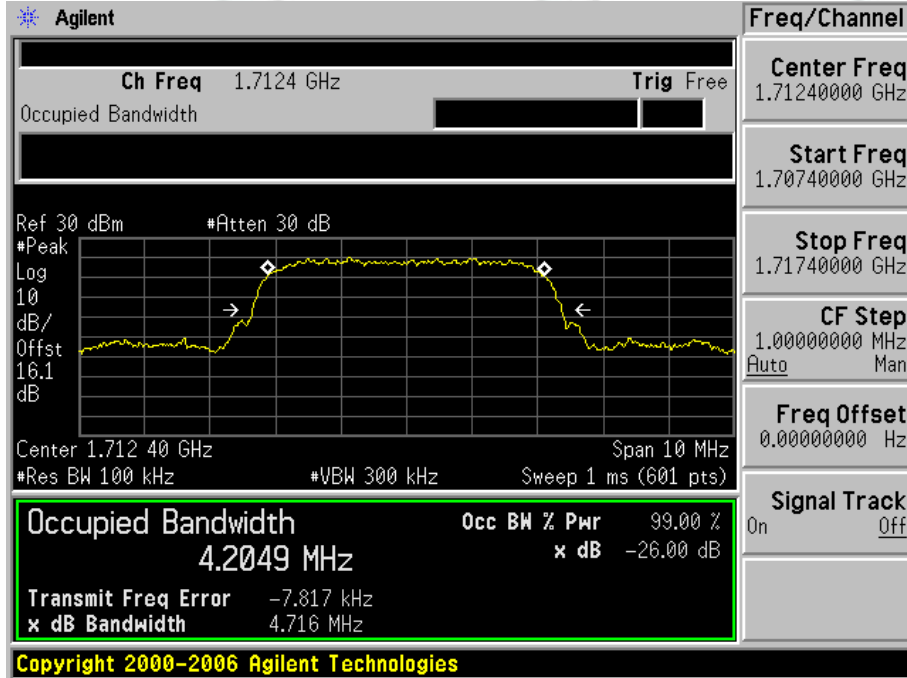 Agilent
Freq/Channel
Ch Freq 1.7124 GHz Trig Free
Occupied Bandwidth
Center Freq
1.71240000 GHz
Start Freq
1.70740000 GHz
Stop Freq
1.71740000 GHz
CF Step
1.00000000 MHz
Auto Man
Freq Offset
0.00000000 Hz
Signal Track
On Off
Ref 30 dBm #Atten 30 dB
#Peak
Log
10
dB/
Offst
16.1
dB
Center 1.712 40 GHz Span 10 MHz
#Res BW 100 kHz #VBW 300 kHz Sweep 1 ms (601 pts)
Occupied Bandwidth
4.2049 MHz
Occ BW % Pwr 99.00 %
x dB -26.00 dB
Transmit Freq Error -7.817 kHz
x dB Bandwidth 4.716 MHz
Copyright 2000-2006 Agilent Technologies